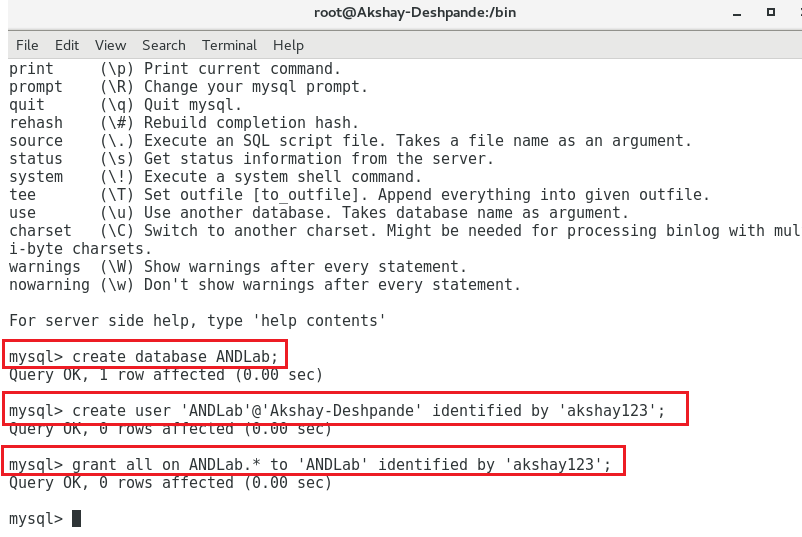 root@Akshay-Deshpande:/bin
File Edit View Search Terminal Help
print     (\p) Print current command.
prompt    (\R) Change your mysql prompt.
quit      (\q) Quit mysql.
rehash    (\#) Rebuild completion hash.
source    (\.) Execute an SQL script file. Takes a file name as an argument.
status    (\s) Get status information from the server.
system    (\!) Execute a system shell command.
tee       (\T) Set outfile [to_outfile]. Append everything into given outfile.
use       (\u) Use another database. Takes database name as argument.
charset   (\C) Switch to another charset. Might be needed for processing binlog with mul
i-byte charsets.
warnings  (\W) Show warnings after every statement.
nowarning (\w) Don't show warnings after every statement.
For server side help, type 'help contents'
mysql> create database ANDLab;
Query OK, 1 row affected (0.00 sec)
mysql> create user 'ANDLab'@'Akshay-Deshpande' identified by 'akshay123';
Query OK, 0 rows affected (0.00 sec)
mysql> grant all on ANDLab.* to 'ANDLab' identified by 'akshay123';
Query OK, 0 rows affected (0.00 sec)
mysql>